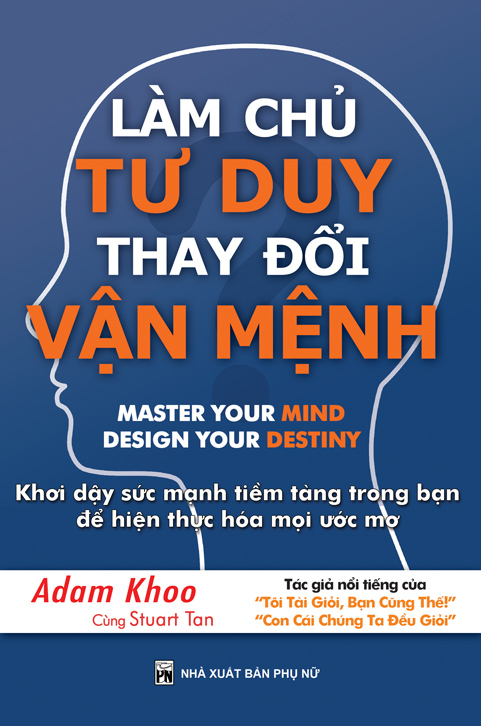 LÀM CHỦ
TƯ DUY
THAY ĐỔI
VẬN MỆNH
MASTER YOUR MIND
DESIGN YOUR DESTINY
Khơi dậy sức mạnh tiềm tàng trong bạn
để hiện thực hóa mọi ước mơ
Adam Khoo
Cùng Stuart Tan
Tác giả nổi tiếng của
“Tôi Tài Giỏi, Bạn Cũng Thế!”
“Con Cái Chúng Ta Đều Giỏi”
PN
NHÀ XUẤT BẢN PHỤ NỮ